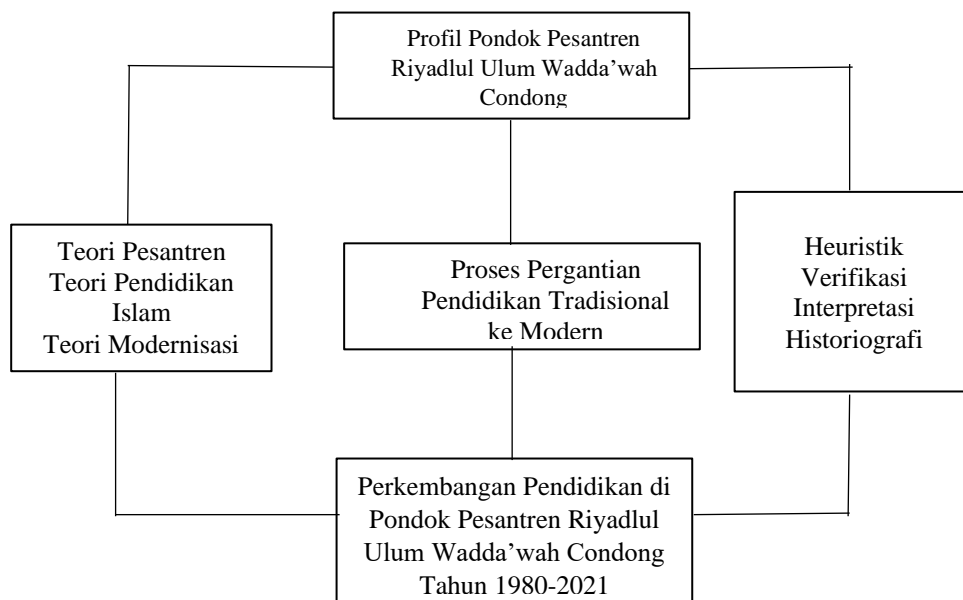 Profil Pondok Pesantren
Riyadlul Ulum Wadda’wah
Condong
Teori Pesantren
Teori Pendidikan
Islam
Teori Modernisasi
Proses Pergantian
Pendidikan Tradisional
ke Modern
Heuristik
Verifikasi
Interpretasi
Historiografi
Perkembangan Pendidikan di
Pondok Pesantren Riyadlul
Ulum Wadda’wah Condong
Tahun 1980-2021